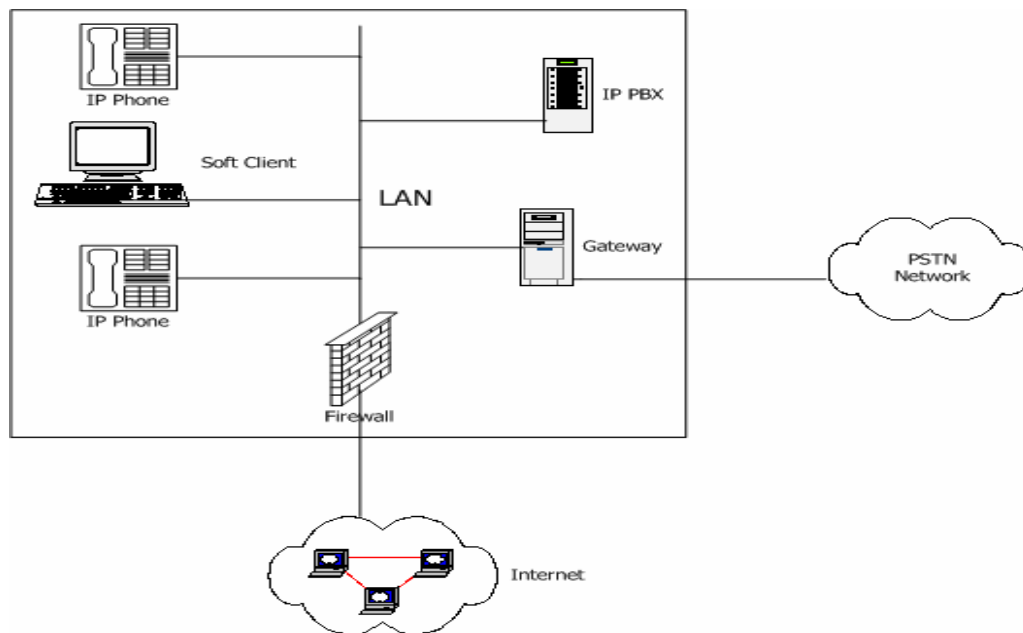 IP Phone
IP PBX
Soft Client
LAN
Gateway
PSTN
Network
IP Phone
Firewall
Internet